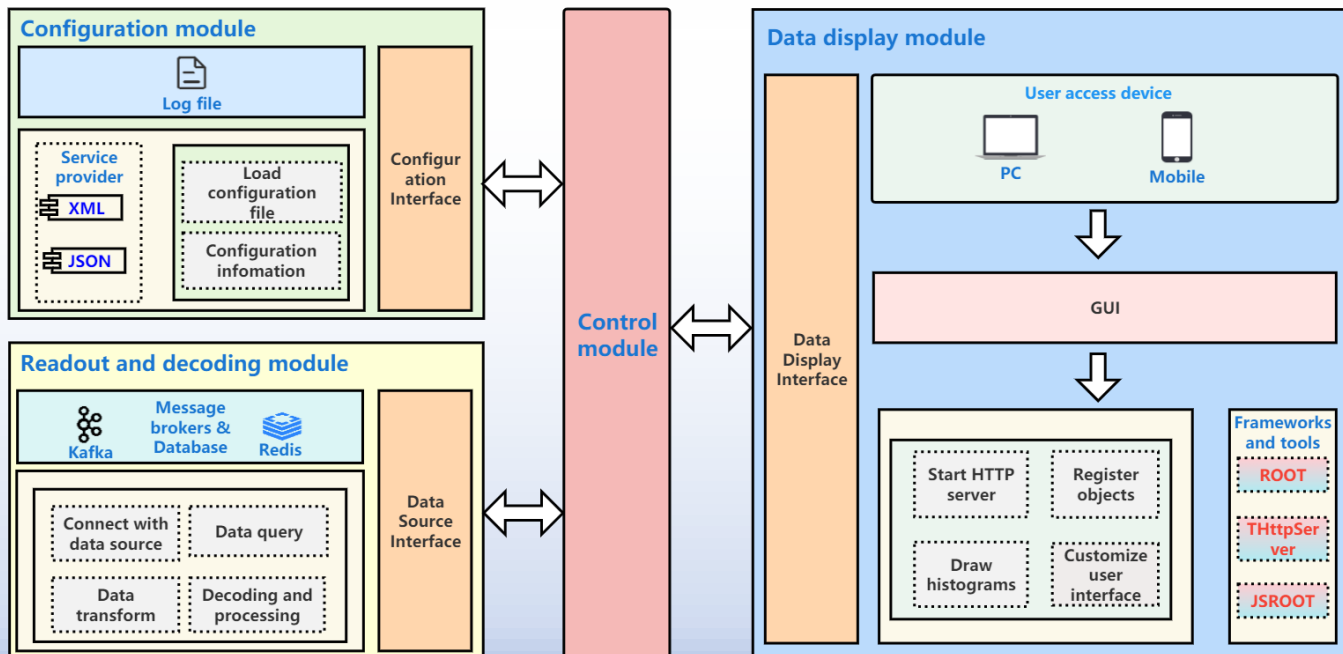 Configuration module
Log file
Service
provider
XML
JSON
Load
configuration
file
Configuration
infomation
Configur
ation
Interface
Readout and decoding module
Kafka
Message
brokers &
Database
Redis
Connect with
data source
Data query
Data
transform
Decoding and
processing
Data
Source
Interface
Control
module
Data display module
Data
Display
Interface
User access device
PC
Mobile
GUI
Start HTTP
server
Register
objects
Draw
histograms
Customize
user
interface
Frameworks
and tools
ROOT
THttpSer
ver
JSROOT